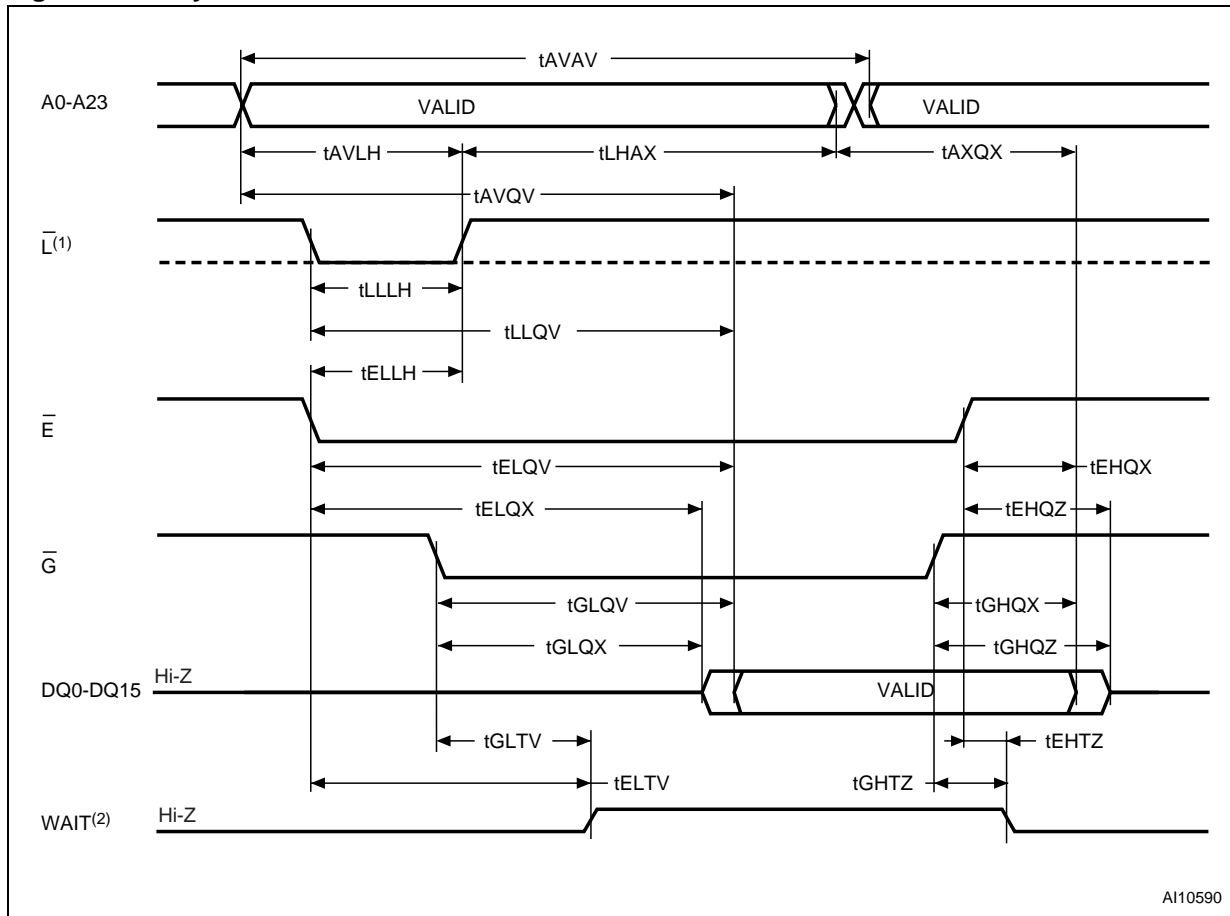 tAVAV
A0-A23
VALID
VALID
tAVLH
tLHAX
tAXQX
tAVQV
L̅(1)
tLLLH
tLLQV
tELLH
E̅
tELQV
tEHQX
tELQX
tEHQZ
G̅
tGLQV
tGHQX
tGLQX
tGHQZ
DQ0-DQ15
Hi-Z
VALID
tGLTV
tEHTZ
tELTV
tGHTZ
WAIT(2)
Hi-Z
AI10590